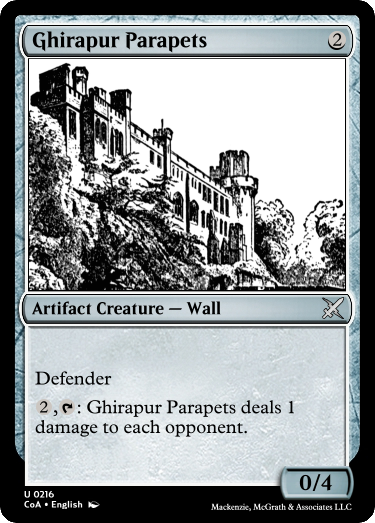 Ghirapur Parapets 2
Artifact Creature — Wall
Defender
2, : Ghirapur Parapets deals 1
damage to each opponent.
0/4
U 0216
CoA • English
Mackenzie, McGrath & Associates LLC